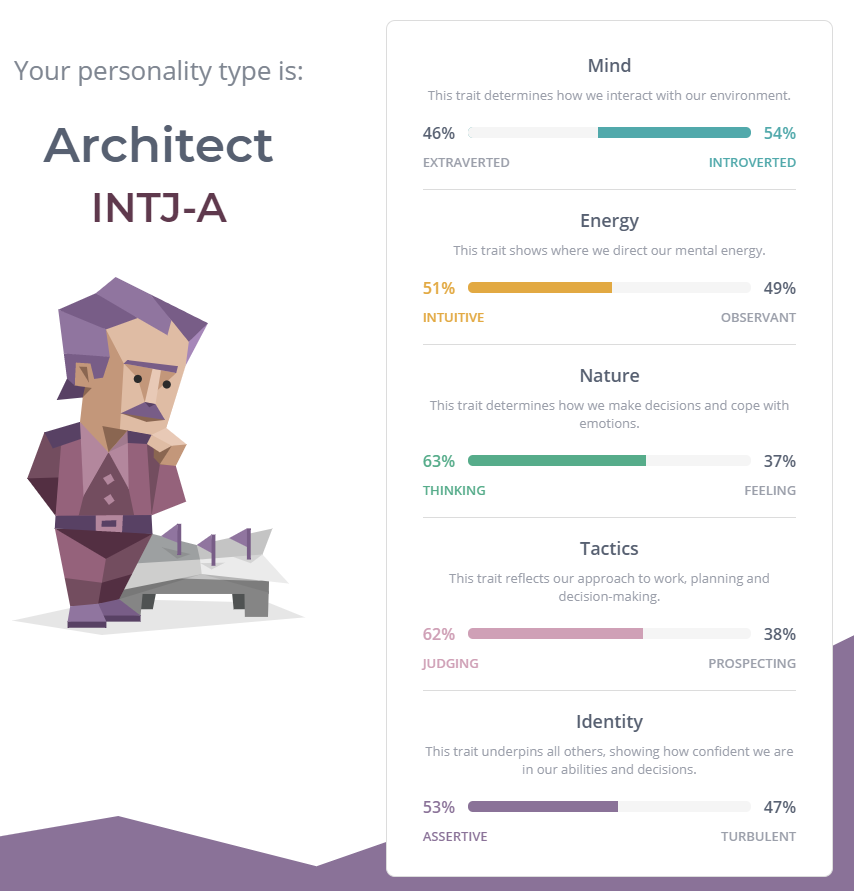 Your personality type is:
Architect
INTJ-A
Mind
This trait determines how we interact with our environment.
46% 54%
EXTRAVERTED INTROVERTED
Energy
This trait shows where we direct our mental energy.
51% 49%
INTUITIVE OBSERVANT
Nature
This trait determines how we make decisions and cope with
emotions.
63% 37%
THINKING FEELING
Tactics
This trait reflects our approach to work, planning and
decision-making.
62% 38%
JUDGING PROSPECTING
Identity
This trait underpins all others, showing how confident we are
in our abilities and decisions.
53% 47%
ASSERTIVE TURBULENT